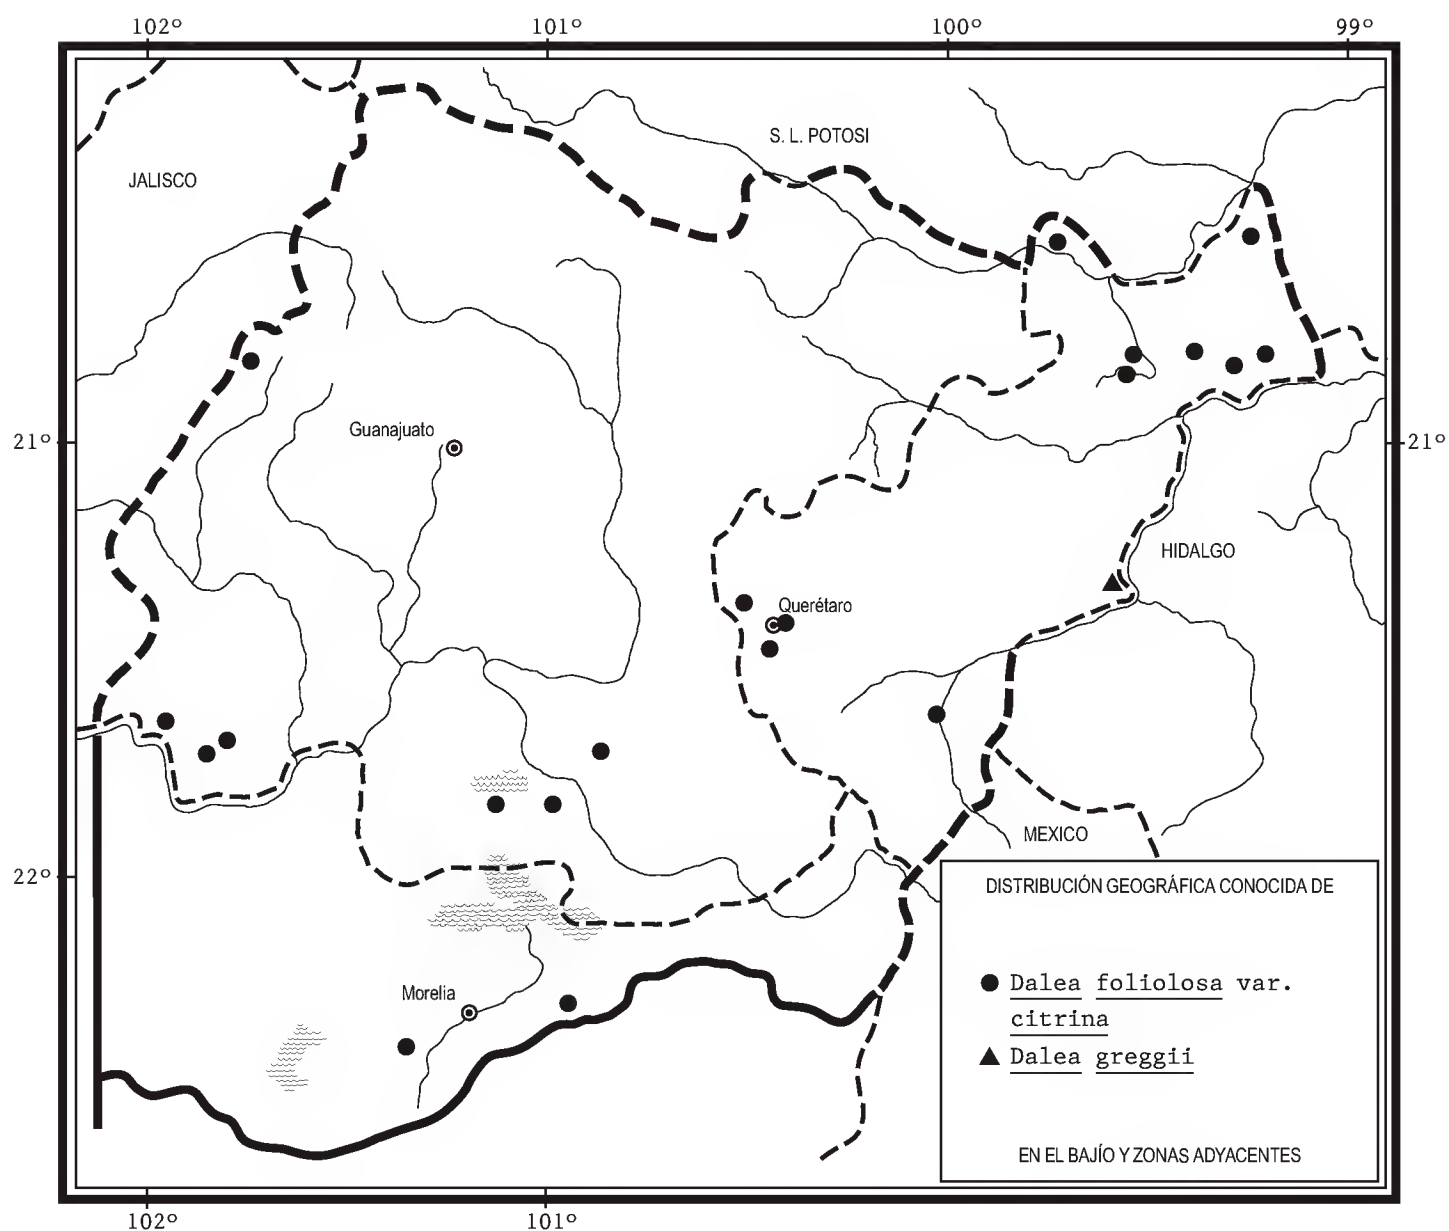 102° 101° 100° 99°
S. L. POTOSI
JALISCO
Guanajuato
21° 21°
HIDALGO
Querétaro
MEXICO
22°
DISTRIBUCIÓN GEOGRÁFICA CONOCIDA DE
Dalea foliolosa var.
citrina
Dalea greggii
EN EL BAJÍO Y ZONAS ADYACENTES
Morelia
102° 101°